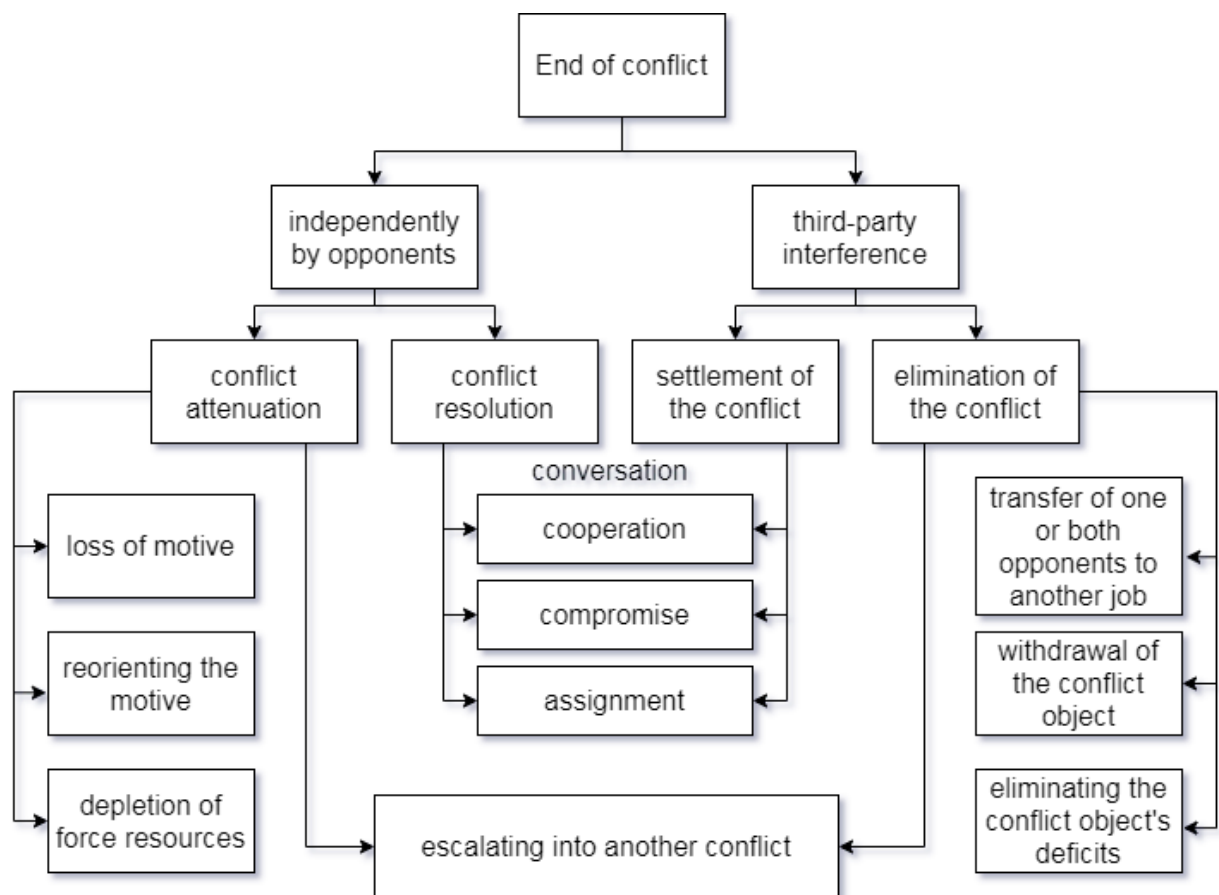 End of conflict
independently
by opponents
third-party
interference
conflict
attenuation
conflict
resolution
settlement of
the conflict
elimination of
the conflict
conversation
loss of motive
reorienting the
motive
depletion of
force resources
cooperation
compromise
assignment
transfer of one
or both
opponents to
another job
withdrawal of
the conflict
object
eliminating the
conflict object's
deficits
escalating into another conflict